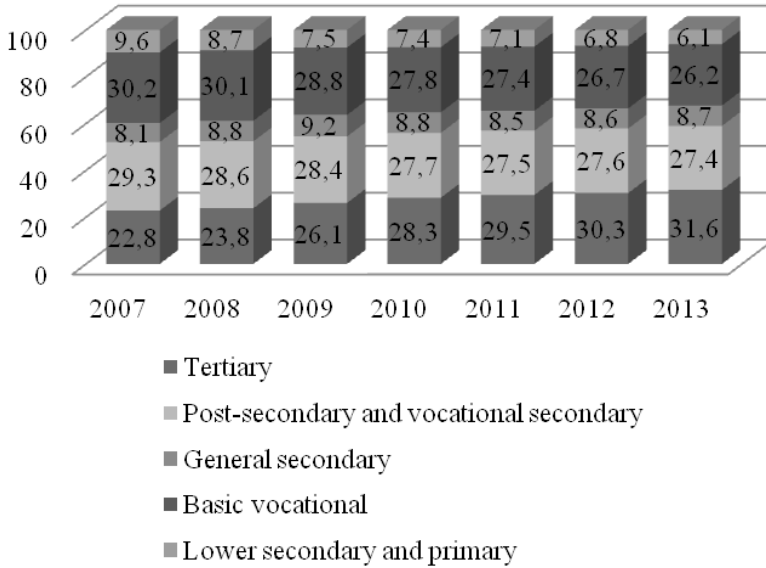 100
80
60
40
20
0
9,6 8,7 7,5 7,4 7,1 6,8 6,1
30,2 30,1 28,8 27,8 27,4 26,7 26,2
8,1 8,8 9,2 8,8 8,5 8,6 8,7
29,3 28,6 28,4 27,7 27,5 27,6 27,4
22,8 23,8 26,1 28,3 29,5 30,3 31,6
2007 2008 2009 2010 2011 2012 2013
Tertiary
Post-secondary and vocational secondary
General secondary
Basic vocational
Lower secondary and primary